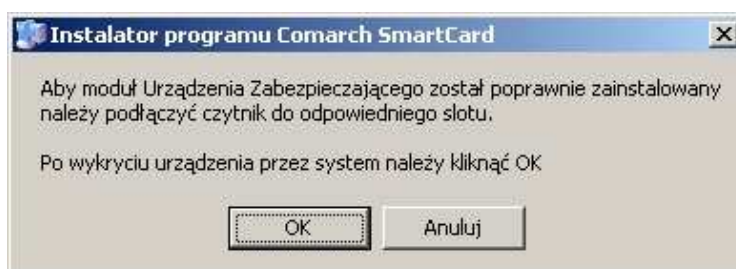 Instalator programu Comarch SmartCard
Aby moduł Urządzenia Zabezpieczającego został poprawnie zainstalowany
należy podłączyć czytnik do odpowiedniego slotu.
Po wykryciu urządzenia przez system należy kliknąć OK
OK Anuluj